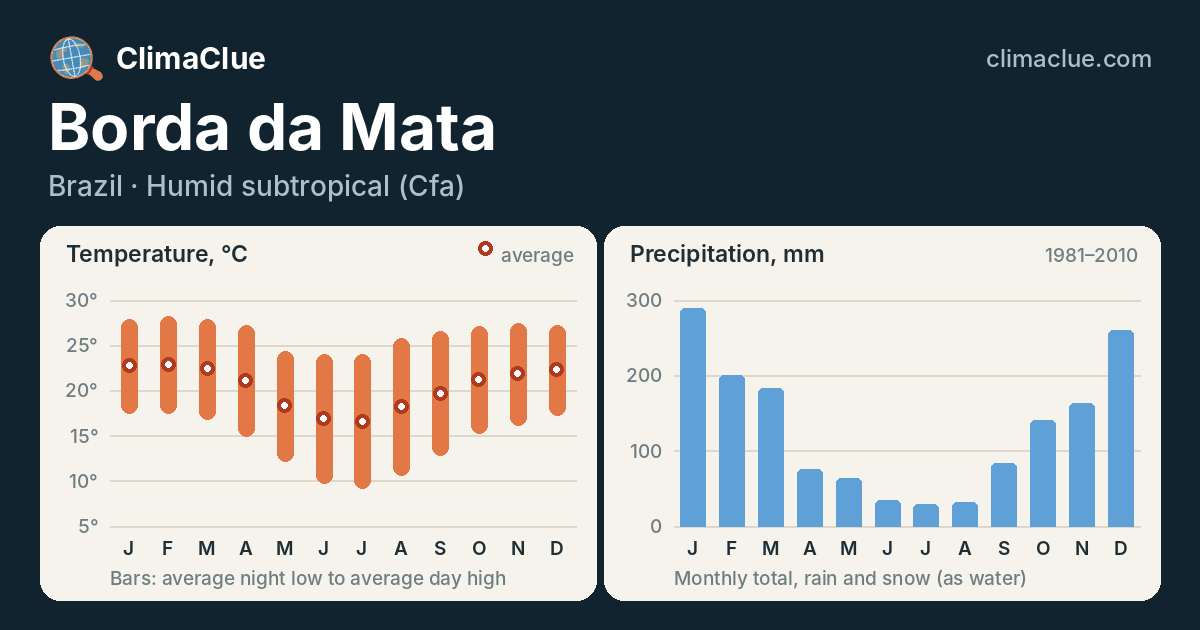 ClimaClue
climaclue.com
Borda da Mata
Brazil · Humid subtropical (Cfa)
Temperature, °C
average
30°
25°
20°
15°
10°
5°
J F M A M J J A S O N D
Bars: average night low to average day high
Precipitation, mm
1981–2010
300
200
100
0
J F M A M J J A S O N D
Monthly total, rain and snow (as water)